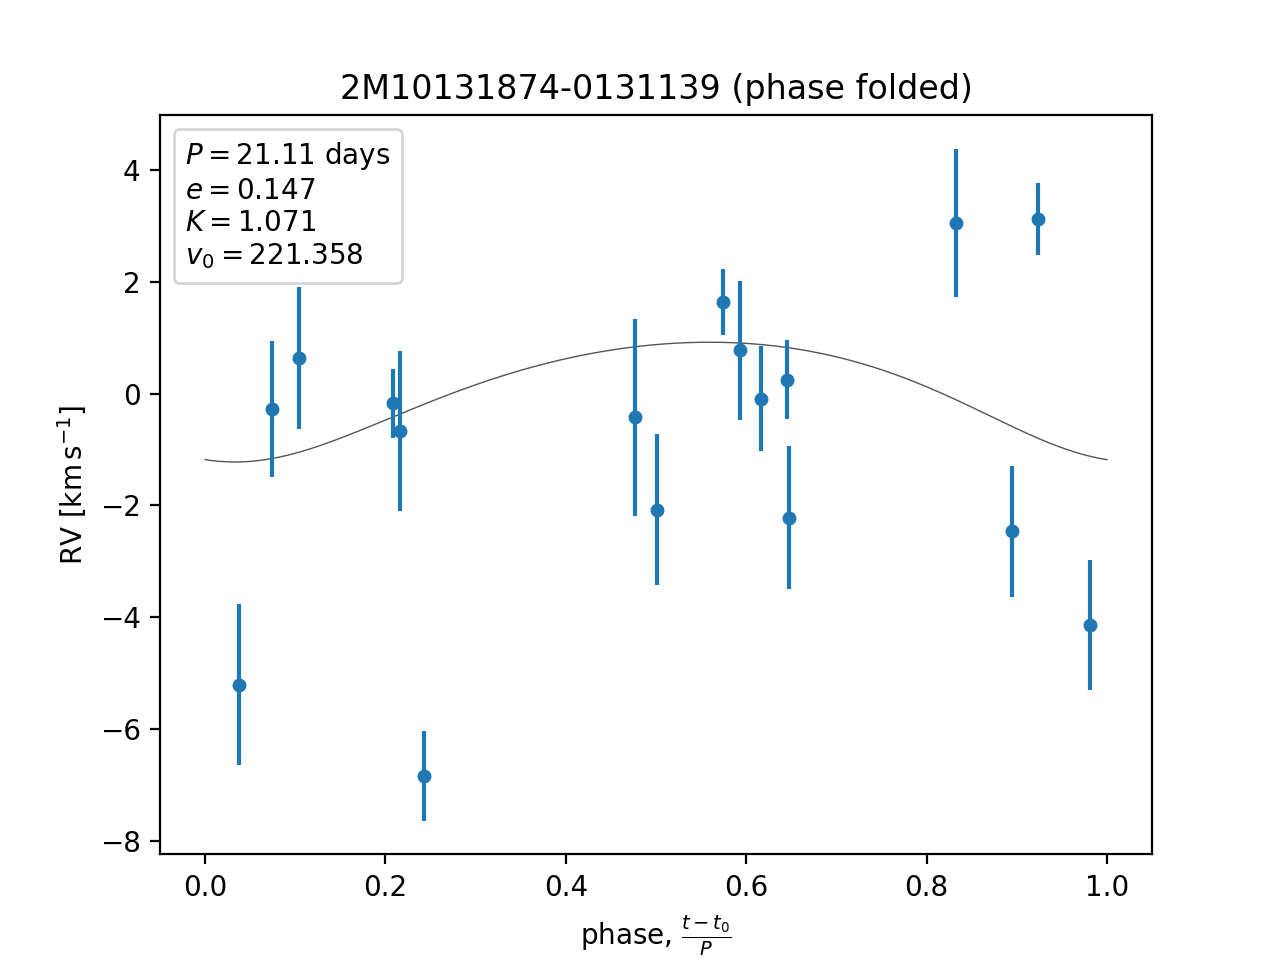 2M10131874-0131139 (phase folded)
P = 21.11 days
e = 0.147
K = 1.071
v₀ = 221.358
4
2
0
−2
−4
−6
−8
RV [km s⁻¹]
0.0 0.2 0.4 0.6 0.8 1.0
phase, (t − t₀)/P